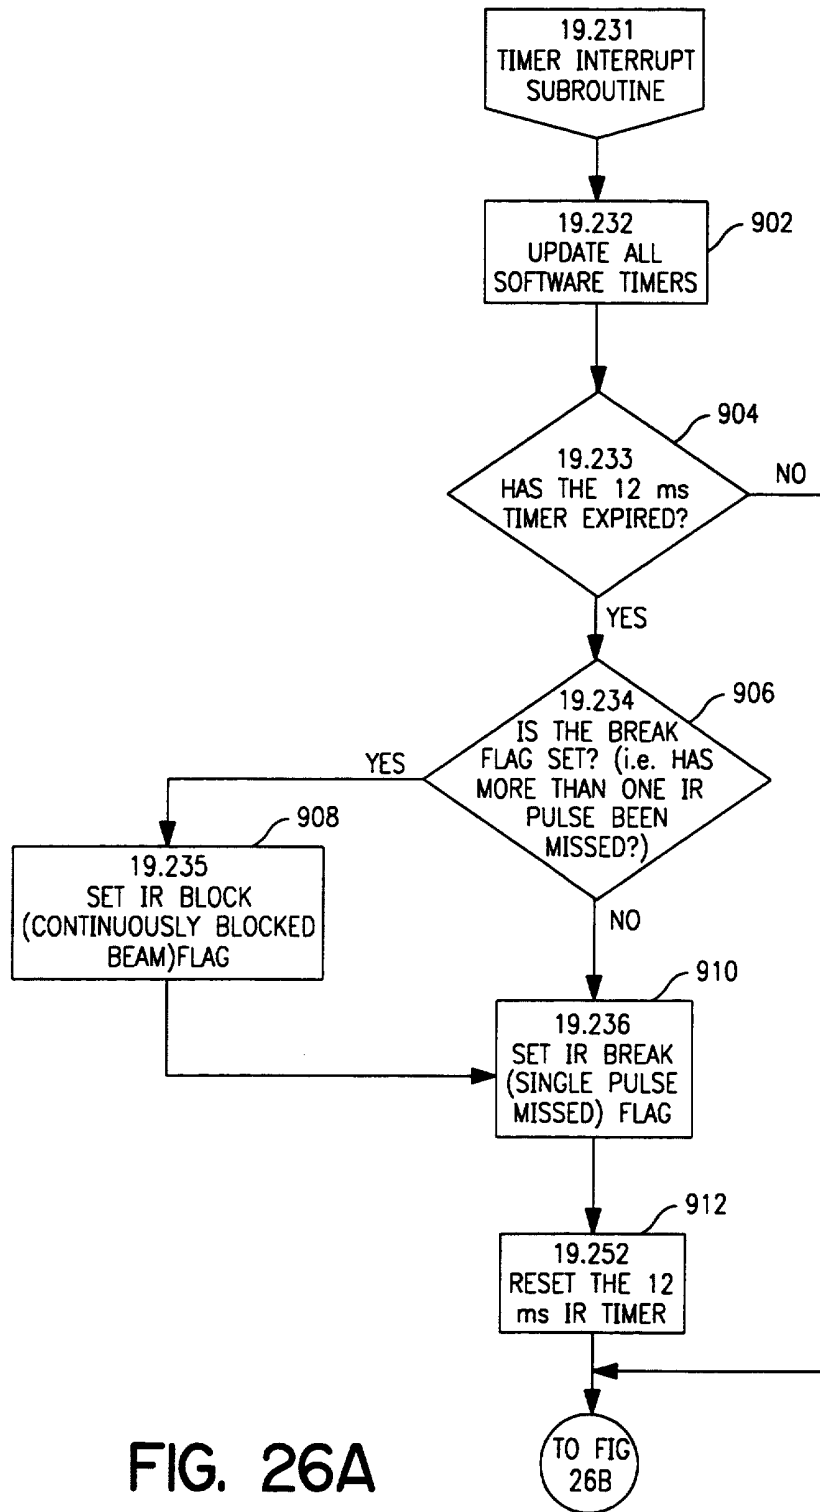 19.231
TIMER INTERRUPT
SUBROUTINE
19.232
UPDATE ALL
SOFTWARE TIMERS
902
904
19.233
HAS THE 12 ms
TIMER EXPIRED?
NO
YES
906
19.234
IS THE BREAK
FLAG SET? (i.e. HAS
MORE THAN ONE IR
PULSE BEEN
MISSED?)
YES
908
19.235
SET IR BLOCK
(CONTINUOUSLY BLOCKED
BEAM)FLAG
NO
910
19.236
SET IR BREAK
(SINGLE PULSE
MISSED) FLAG
912
19.252
RESET THE 12
ms IR TIMER
TO FIG
26B
FIG. 26A